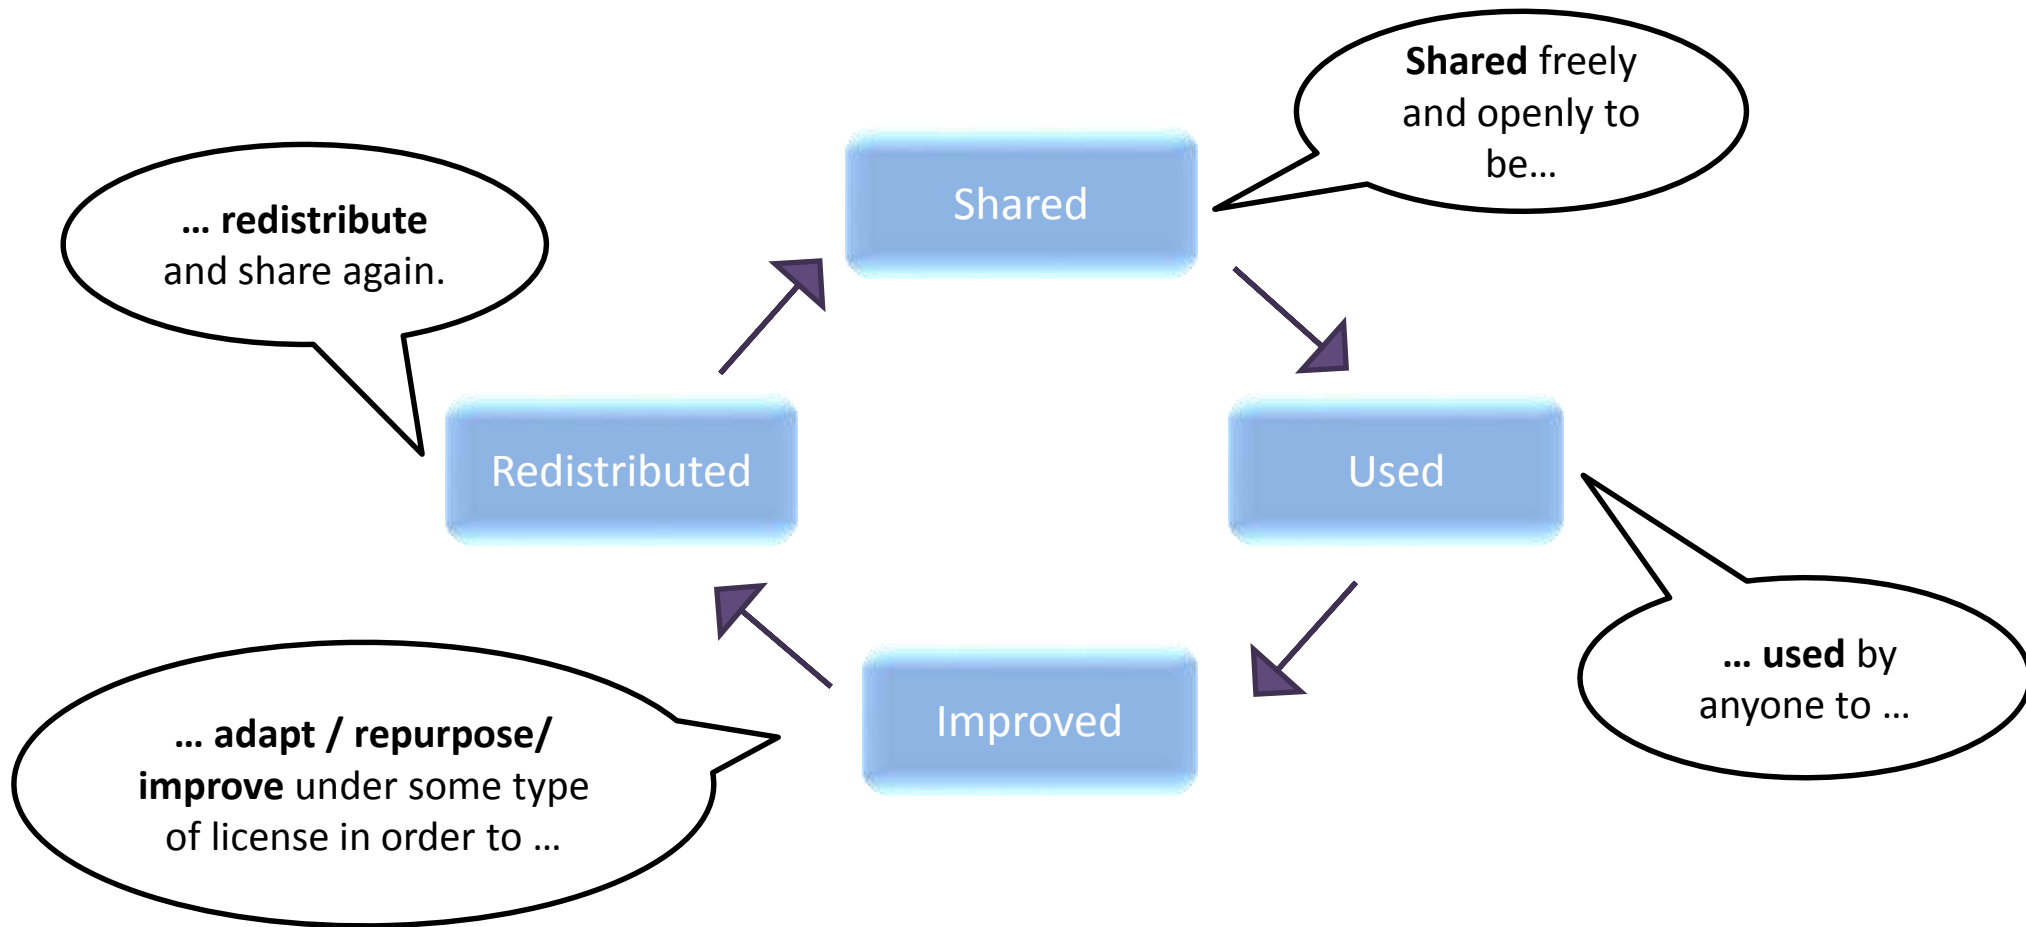 Shared freely
and openly to
be…
Shared
… redistribute
and share again.
Redistributed
Used
… used by
anyone to …
Improved
… adapt / repurpose/
improve under some type
of license in order to …